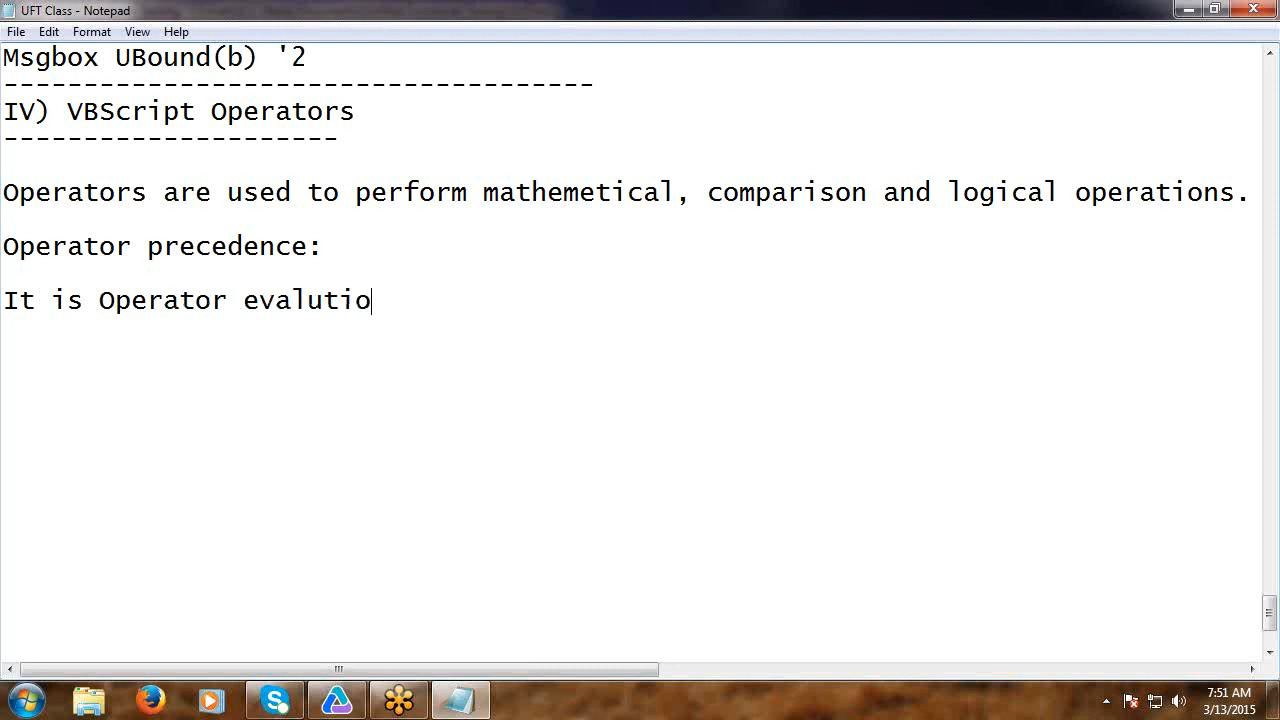 UFT Class - Notepad
File Edit Format View Help
Msgbox UBound(b) '2
-------------------------------------
IV) VBScript Operators
---------------------
Operators are used to perform mathemetical, comparison and logical operations.
Operator precedence:
It is Operator evalutio
7:51 AM
3/13/2015